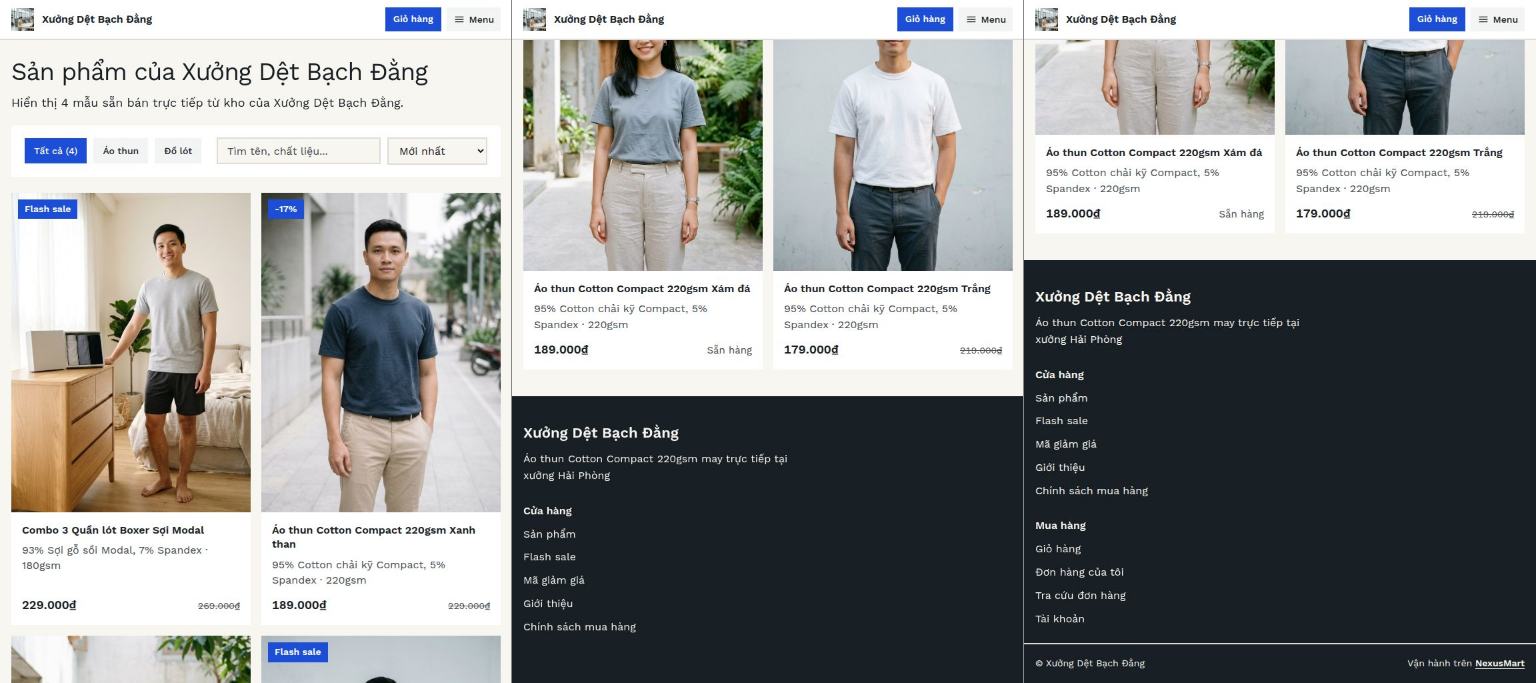 Xưởng Dệt Bạch Đằng
Giỏ hàng
Menu
Sản phẩm của Xưởng Dệt Bạch Đằng
Hiển thị 4 mẫu sẵn bán trực tiếp từ kho của Xưởng Dệt Bạch Đằng.
Tất cả (4)
Áo thun
Đồ lót
Tìm tên, chất liệu...
Mới nhất
Flash sale
-17%
Combo 3 Quần lót Boxer Sợi Modal
93% Sợi gỗ sồi Modal, 7% Spandex ·
180gsm
229.000₫
269.000₫
Áo thun Cotton Compact 220gsm Xanh
than
95% Cotton chải kỹ Compact, 5%
Spandex · 220gsm
189.000₫
229.000₫
Flash sale
Xưởng Dệt Bạch Đằng
Giỏ hàng
Menu
Áo thun Cotton Compact 220gsm Xám đá
95% Cotton chải kỹ Compact, 5%
Spandex · 220gsm
189.000₫
Sẵn hàng
Áo thun Cotton Compact 220gsm Trắng
95% Cotton chải kỹ Compact, 5%
Spandex · 220gsm
179.000₫
219.000₫
Xưởng Dệt Bạch Đằng
Áo thun Cotton Compact 220gsm may trực tiếp tại
xưởng Hải Phòng
Cửa hàng
Sản phẩm
Flash sale
Mã giảm giá
Giới thiệu
Chính sách mua hàng
Xưởng Dệt Bạch Đằng
Giỏ hàng
Menu
Áo thun Cotton Compact 220gsm Xám đá
95% Cotton chải kỹ Compact, 5%
Spandex · 220gsm
189.000₫
Sẵn hàng
Áo thun Cotton Compact 220gsm Trắng
95% Cotton chải kỹ Compact, 5%
Spandex · 220gsm
179.000₫
219.000₫
Xưởng Dệt Bạch Đằng
Áo thun Cotton Compact 220gsm may trực tiếp tại
xưởng Hải Phòng
Cửa hàng
Sản phẩm
Flash sale
Mã giảm giá
Giới thiệu
Chính sách mua hàng
Mua hàng
Giỏ hàng
Đơn hàng của tôi
Tra cứu đơn hàng
Tài khoản
© Xưởng Dệt Bạch Đằng
Vận hành trên NexusMart